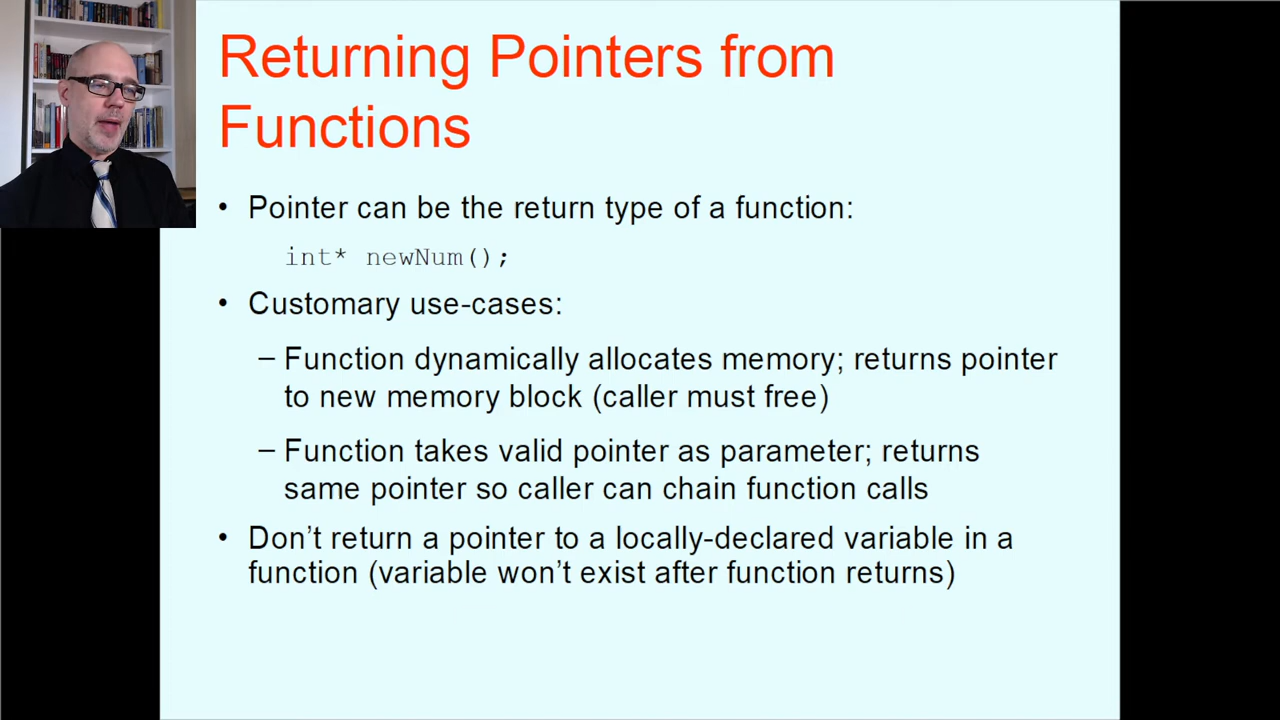 Returning Pointers from
Functions
• Pointer can be the return type of a function:
int* newNum();
• Customary use-cases:
– Function dynamically allocates memory; returns pointer
to new memory block (caller must free)
– Function takes valid pointer as parameter; returns
same pointer so caller can chain function calls
• Don’t return a pointer to a locally-declared variable in a
function (variable won’t exist after function returns)